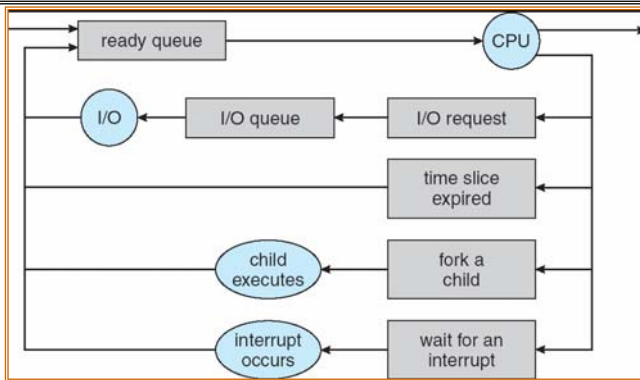 ready queue
CPU
I/O
I/O queue
I/O request
time slice
expired
child
executes
fork a
child
interrupt
occurs
wait for an
interrupt